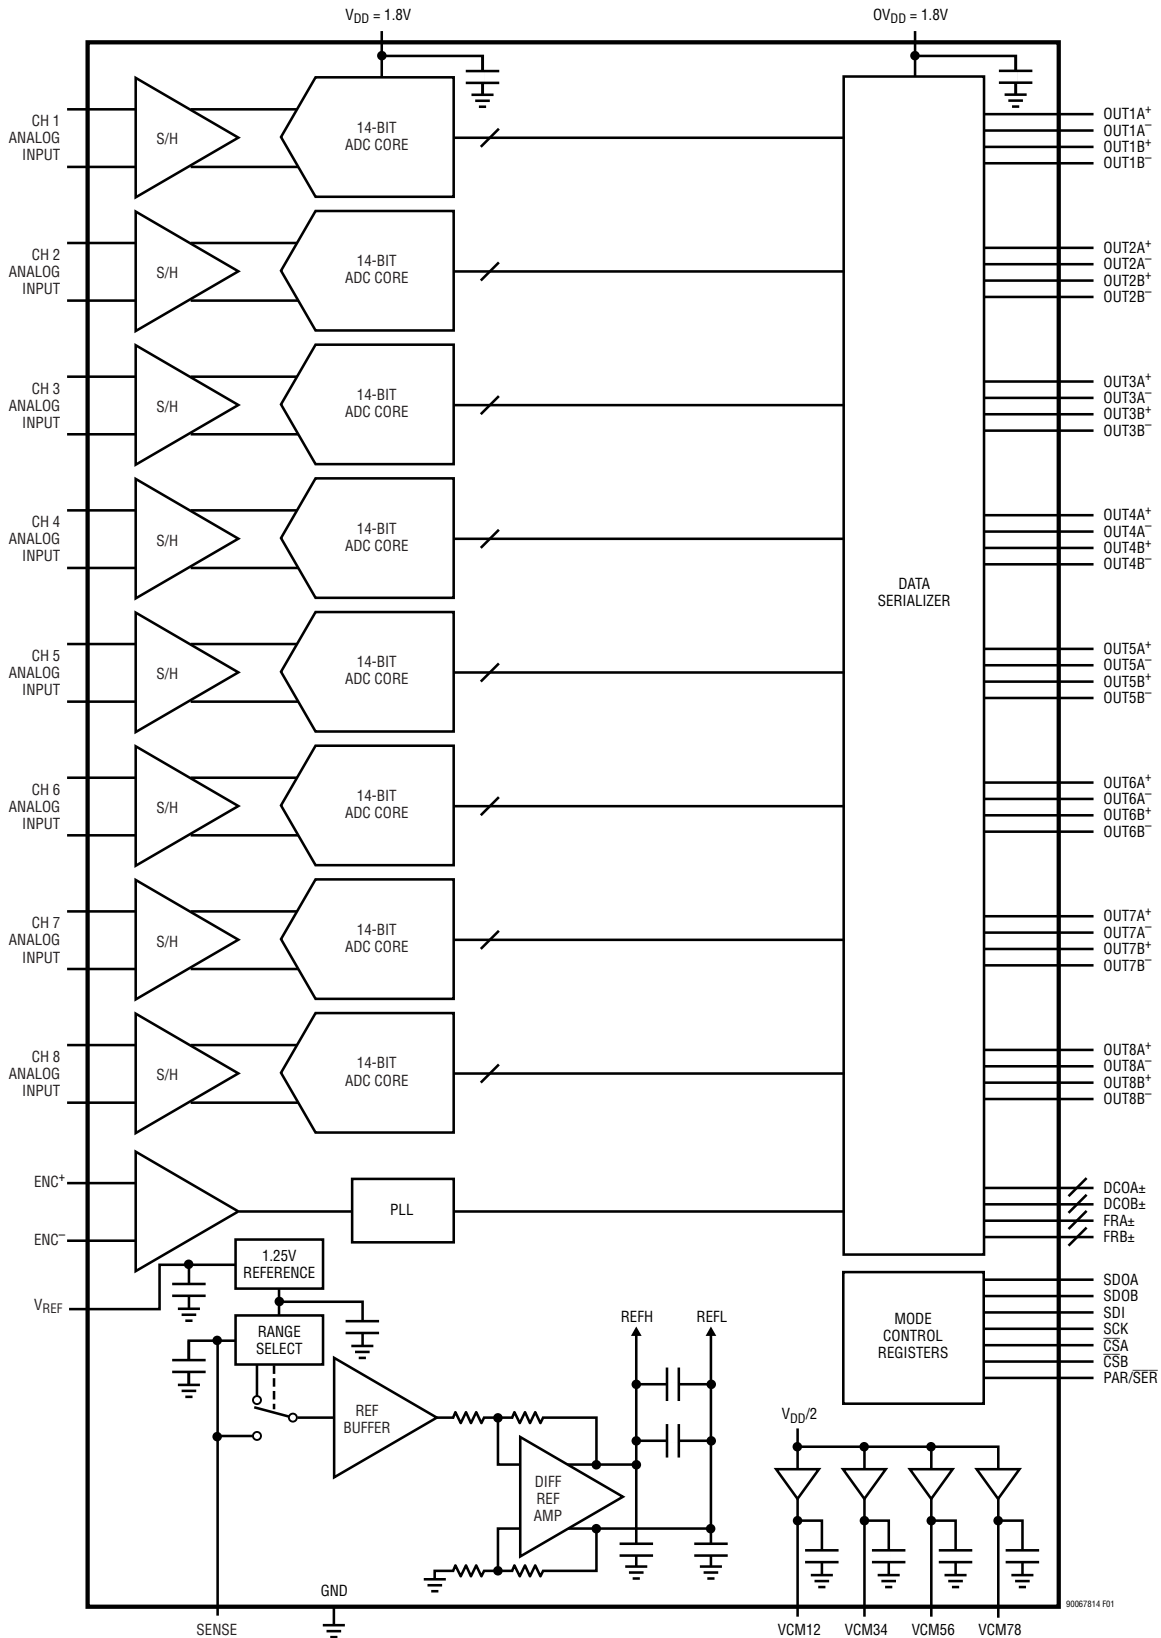 V_DD = 1.8V
OV_DD = 1.8V
CH 1
ANALOG
INPUT
S/H
14-BIT
ADC CORE
OUT1A⁺
OUT1A⁻
OUT1B⁺
OUT1B⁻
CH 2
ANALOG
INPUT
S/H
14-BIT
ADC CORE
OUT2A⁺
OUT2A⁻
OUT2B⁺
OUT2B⁻
CH 3
ANALOG
INPUT
S/H
14-BIT
ADC CORE
OUT3A⁺
OUT3A⁻
OUT3B⁺
OUT3B⁻
CH 4
ANALOG
INPUT
S/H
14-BIT
ADC CORE
OUT4A⁺
OUT4A⁻
OUT4B⁺
OUT4B⁻
DATA
SERIALIZER
CH 5
ANALOG
INPUT
S/H
14-BIT
ADC CORE
OUT5A⁺
OUT5A⁻
OUT5B⁺
OUT5B⁻
CH 6
ANALOG
INPUT
S/H
14-BIT
ADC CORE
OUT6A⁺
OUT6A⁻
OUT6B⁺
OUT6B⁻
CH 7
ANALOG
INPUT
S/H
14-BIT
ADC CORE
OUT7A⁺
OUT7A⁻
OUT7B⁺
OUT7B⁻
CH 8
ANALOG
INPUT
S/H
14-BIT
ADC CORE
OUT8A⁺
OUT8A⁻
OUT8B⁺
OUT8B⁻
ENC⁺
ENC⁻
PLL
DCOA±
DCOB±
FRA±
FRB±
1.25V
REFERENCE
V_REF
RANGE
SELECT
REFH
REFL
MODE
CONTROL
REGISTERS
SDOA
SDOB
SDI
SCK
C̅S̅A
C̅S̅B
PAR/S̅E̅R̅
REF
BUFFER
DIFF
REF
AMP
V_DD/2
GND
SENSE
VCM12
VCM34
VCM56
VCM78
90067814 F01